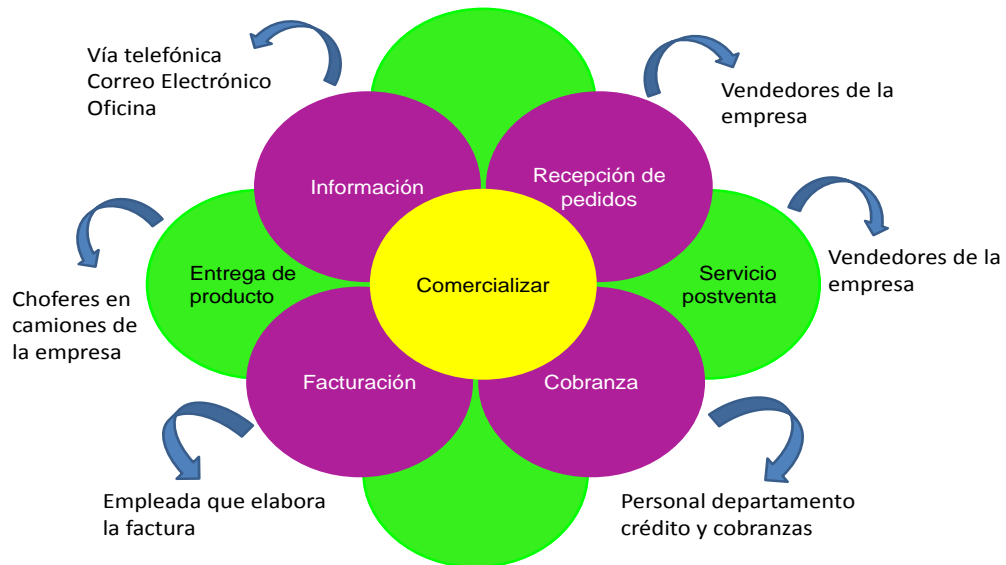 Vía telefónica
Correo Electrónico
Oficina
Vendedores de la
empresa
Información
Recepción de
pedidos
Entrega de
producto
Comercializar
Servicio
postventa
Vendedores de la
empresa
Choferes en
camiones de
la empresa
Facturación
Cobranza
Empleada que elabora
la factura
Personal departamento
crédito y cobranzas